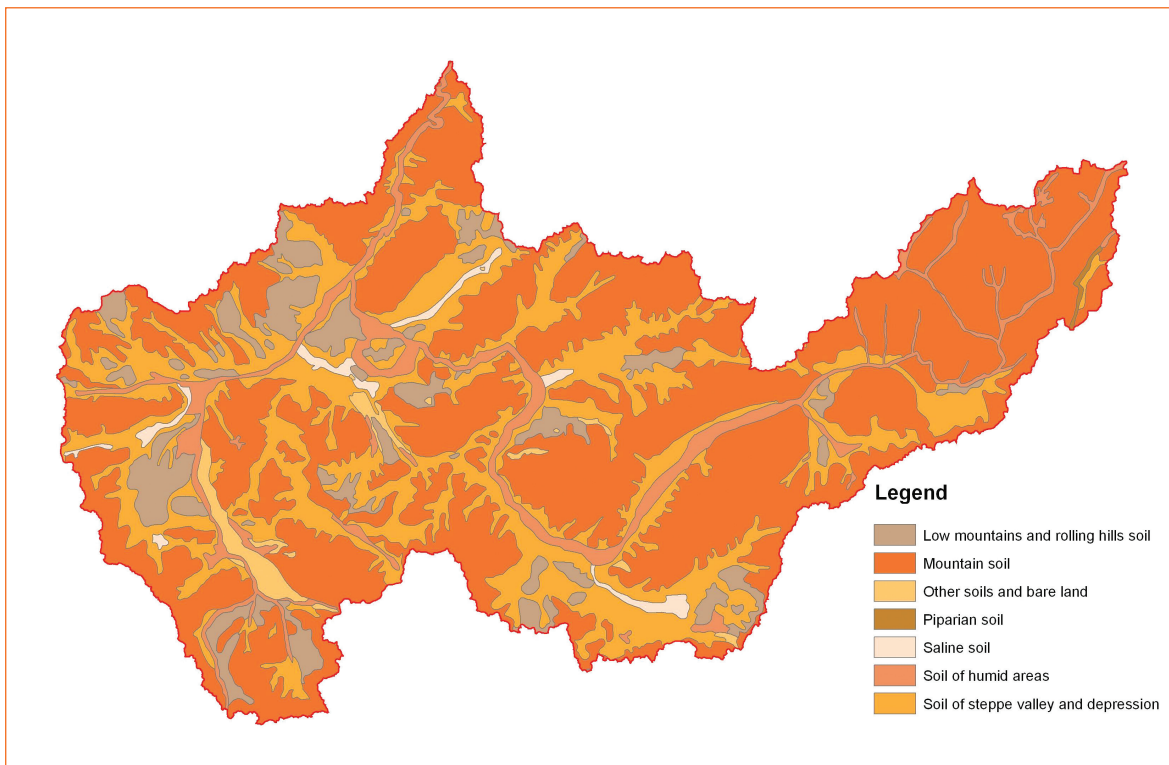 Legend
Low mountains and rolling hills soil
Mountain soil
Other soils and bare land
Piparian soil
Saline soil
Soil of humid areas
Soil of steppe valley and depression